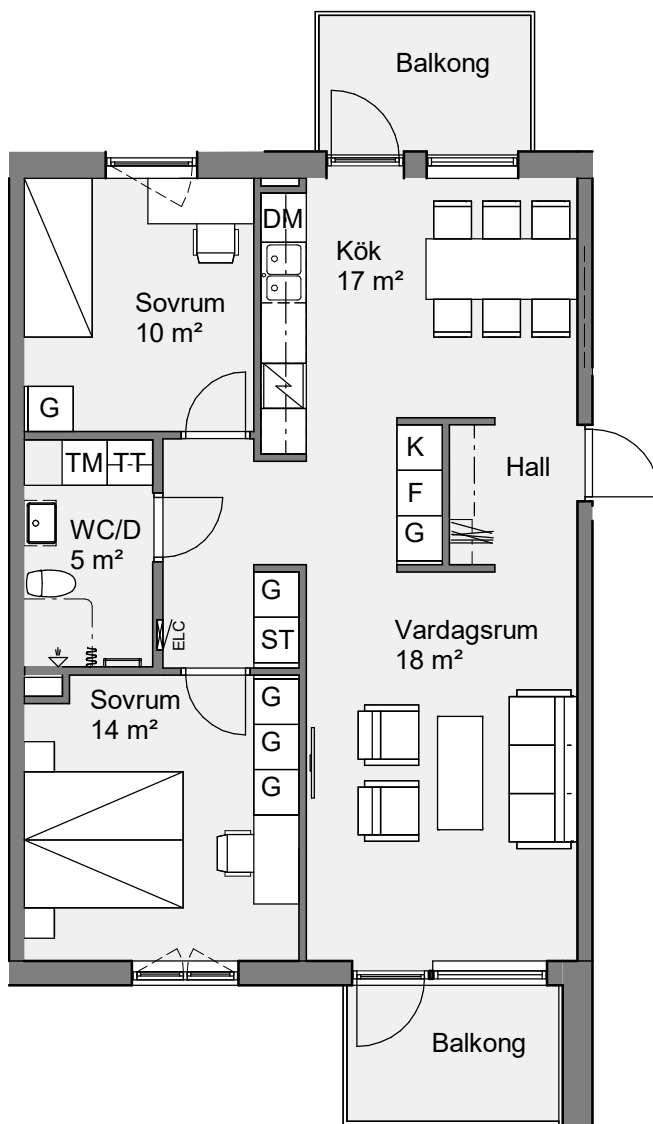 Balkong
DM
Kök
17 m²
Sovrum
10 m²
G
TM
TT
K
F
G
Hall
WC/D
5 m²
G
ST
ELC
Vardagsrum
18 m²
Sovrum
14 m²
G
G
G
Balkong